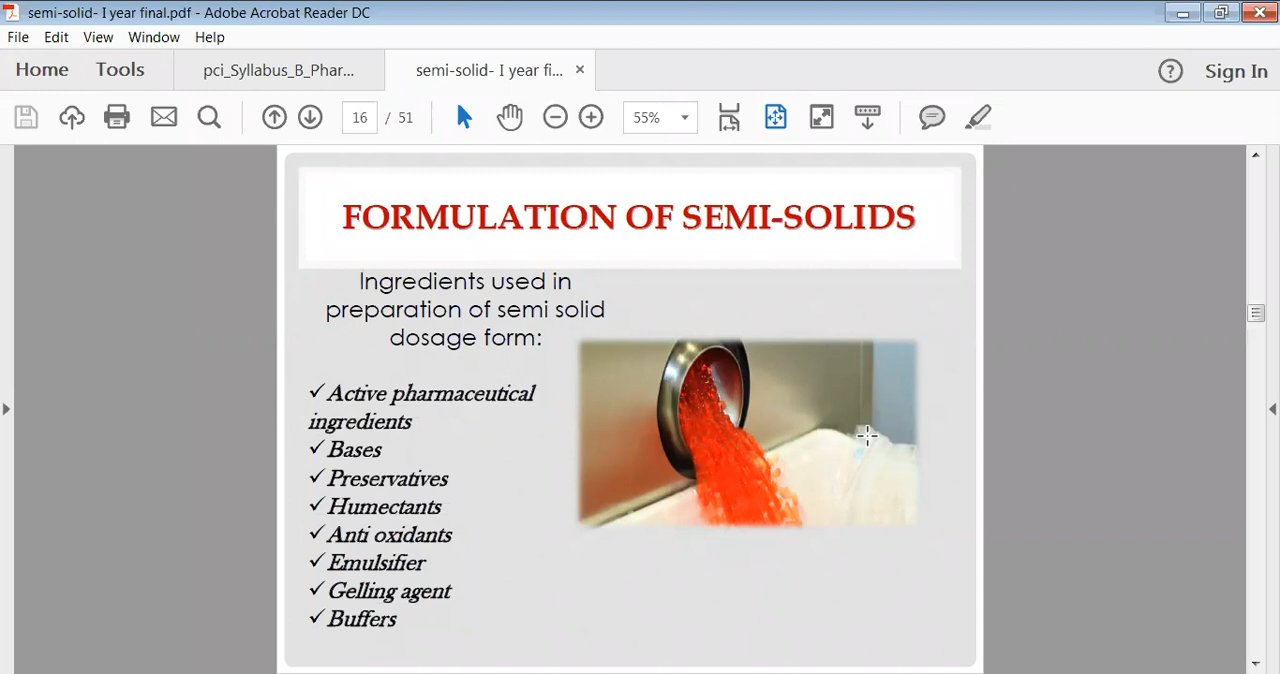 semi-solid- I year final.pdf - Adobe Acrobat Reader DC
File Edit View Window Help
Home Tools pci_Syllabus_B_Phar... semi-solid- I year fi... ×
? Sign In
16 / 51 55%
FORMULATION OF SEMI-SOLIDS
Ingredients used in
preparation of semi solid
dosage form:
✓Active pharmaceutical
ingredients
✓Bases
✓Preservatives
✓Humectants
✓Anti oxidants
✓Emulsifier
✓Gelling agent
✓Buffers